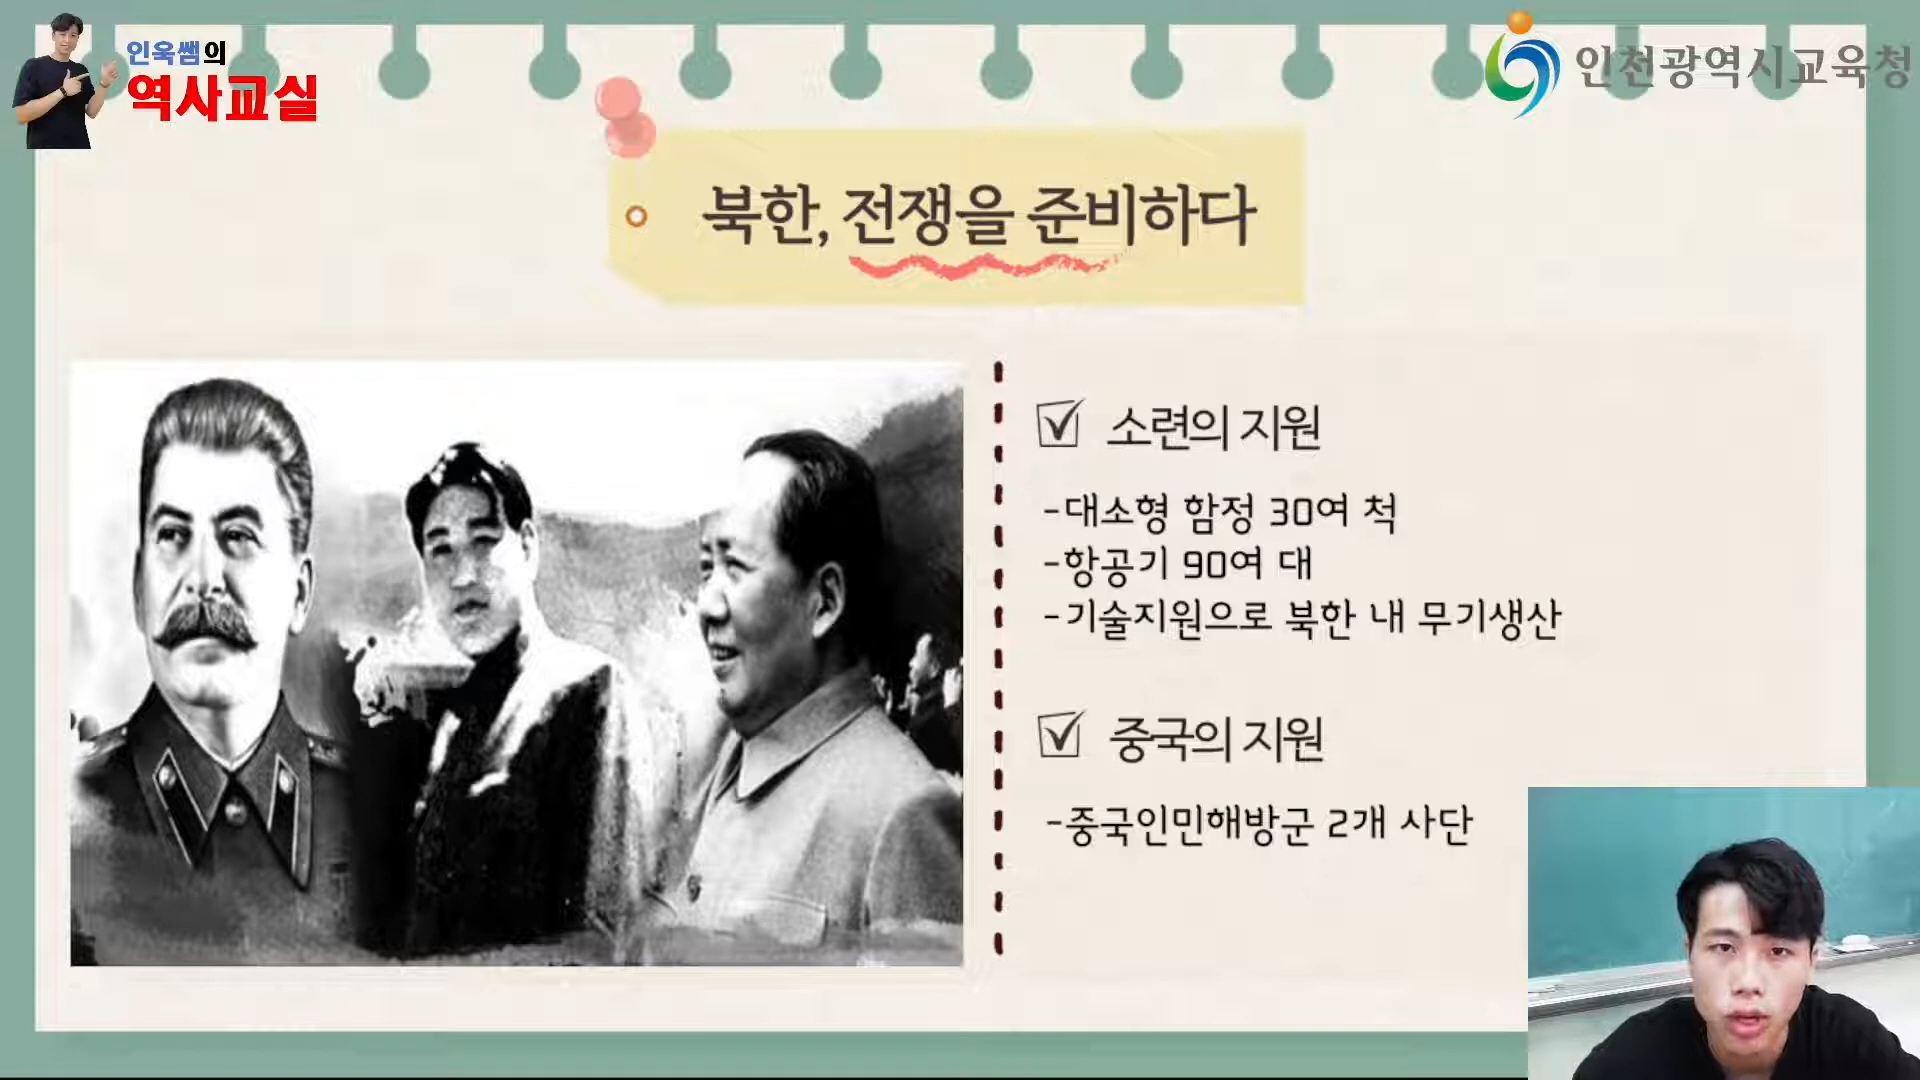 인욱쌤의
역사교실
인천광역시교육청
북한, 전쟁을 준비하다
소련의 지원
-대소형 함정 30여 척
-항공기 90여 대
-기술지원으로 북한 내 무기생산
중국의 지원
-중국인민해방군 2개 사단